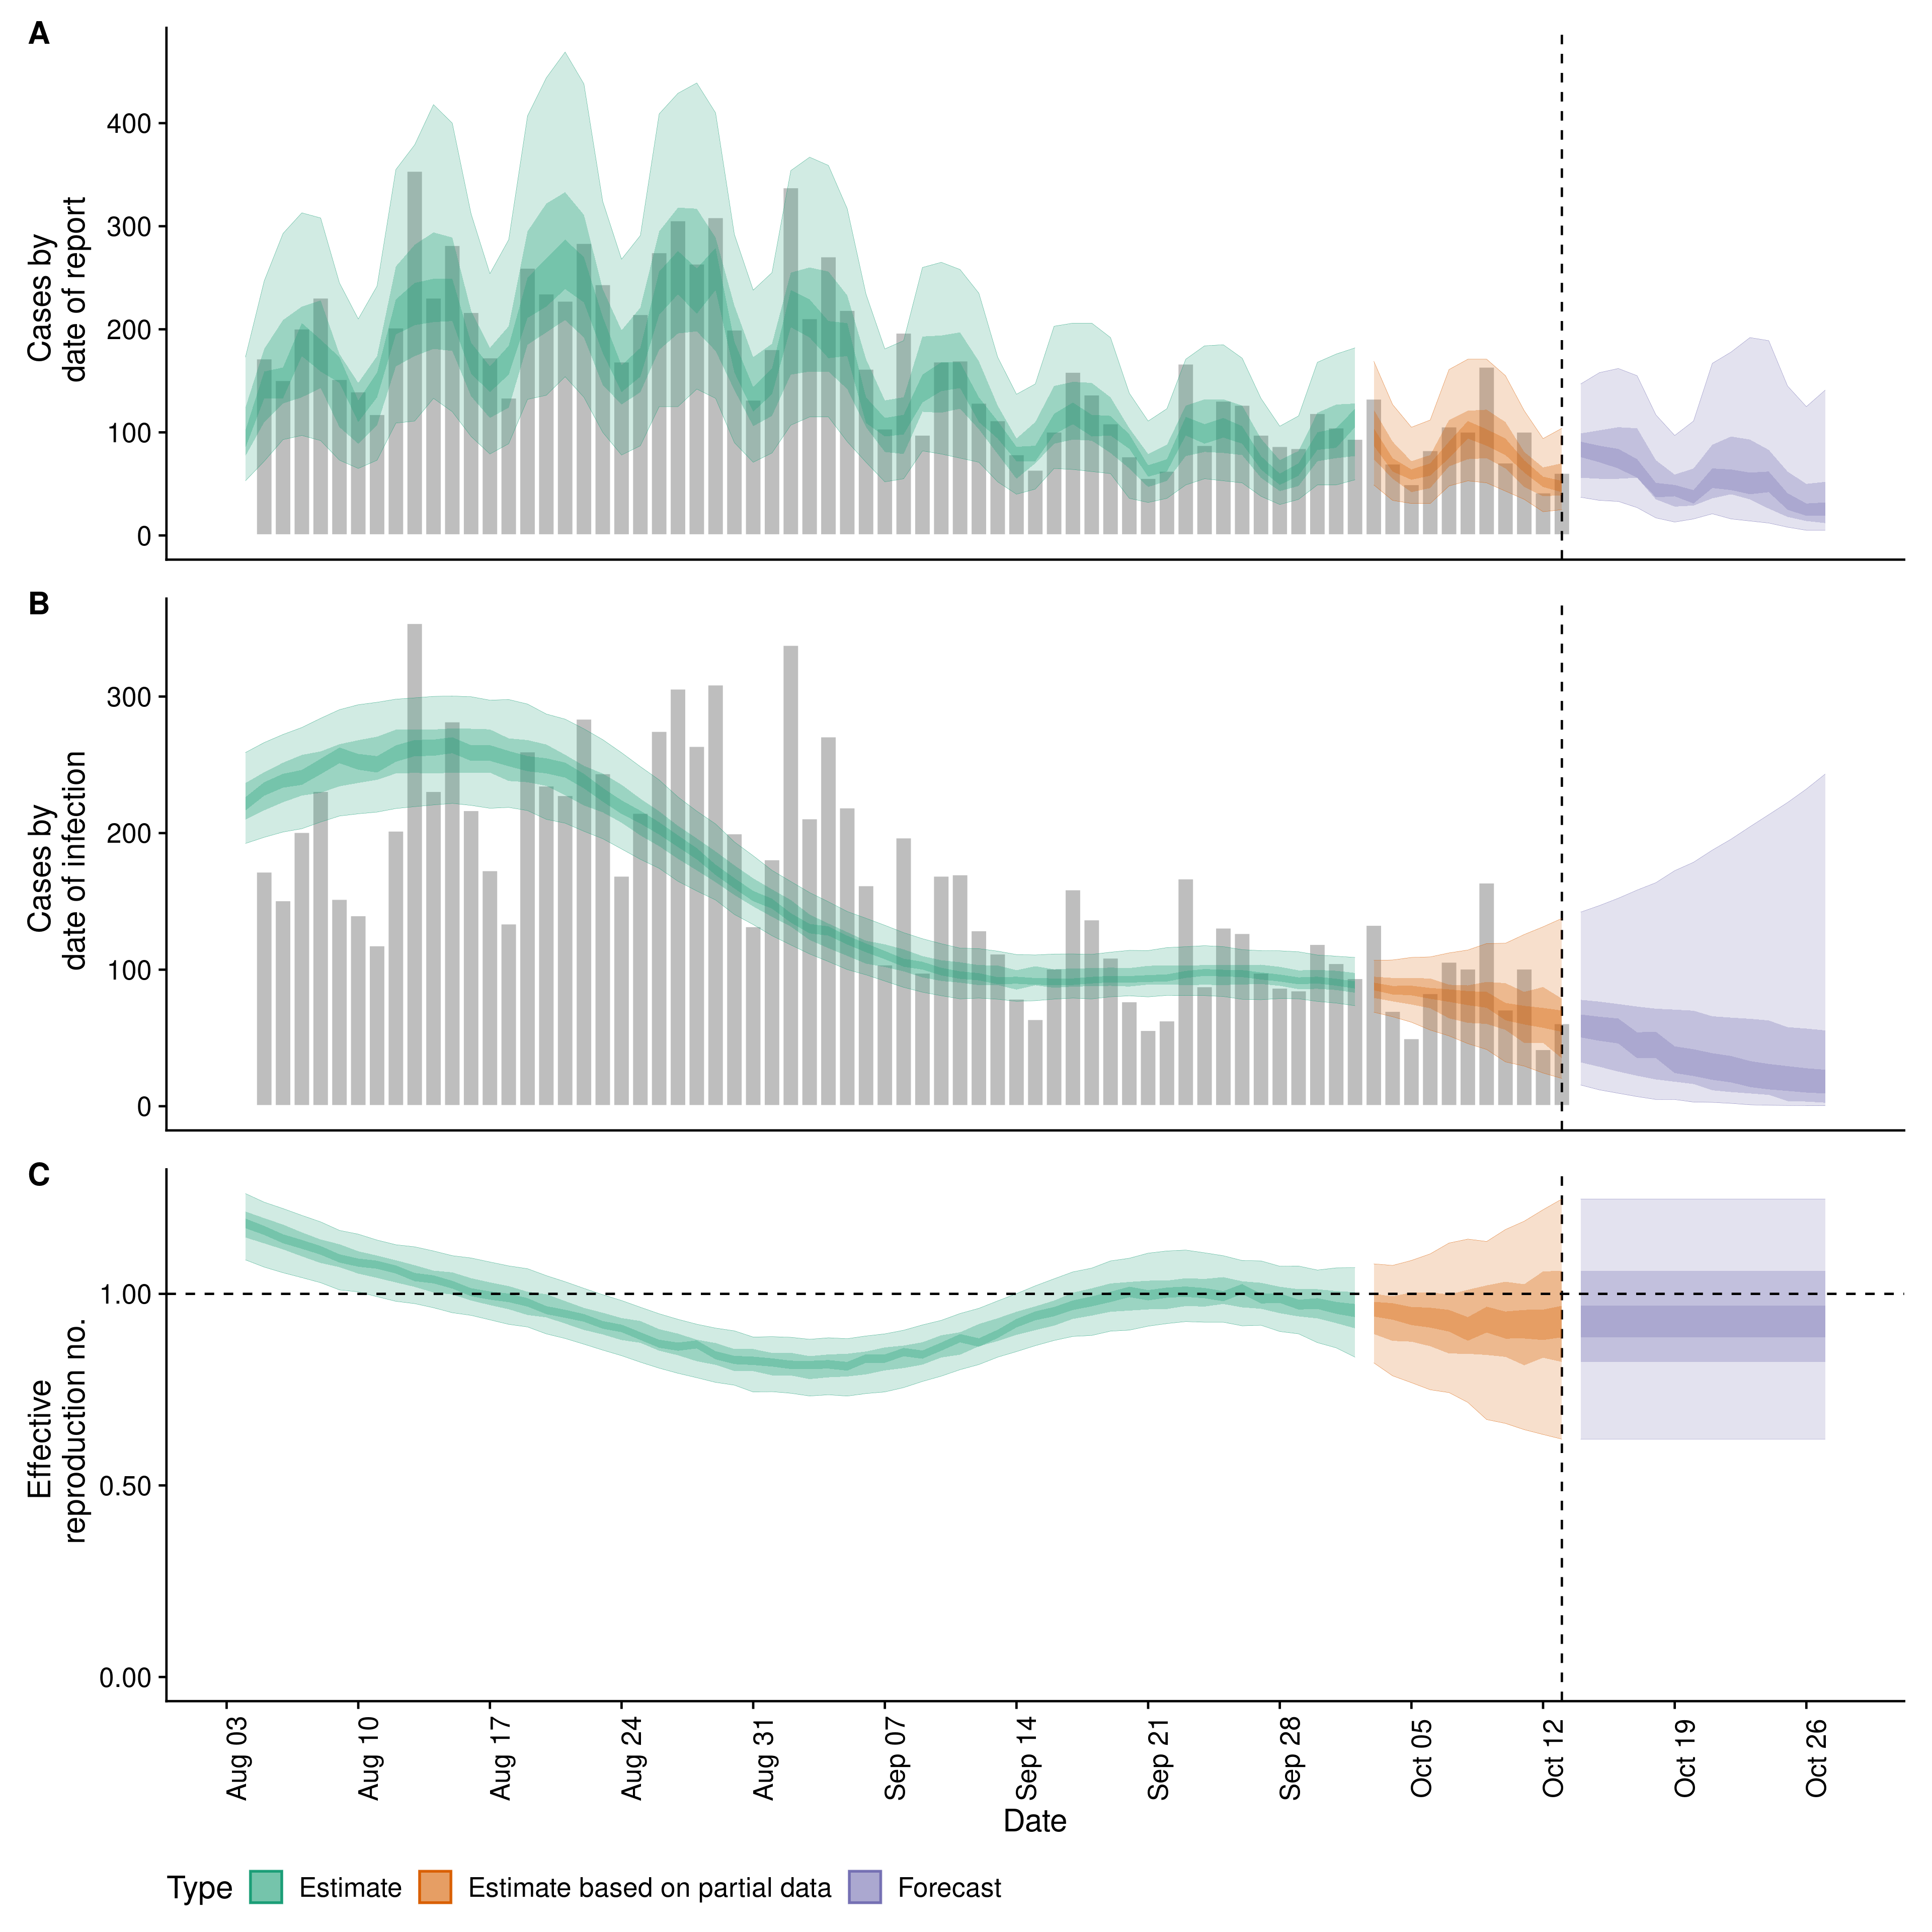 A
Cases by
date of report
400
300
200
100
0
B
Cases by
date of infection
300
200
100
0
C
Effective
reproduction no.
1.00
0.50
0.00
Aug 03
Aug 10
Aug 17
Aug 24
Aug 31
Sep 07
Sep 14
Sep 21
Sep 28
Oct 05
Oct 12
Oct 19
Oct 26
Date
Type Estimate Estimate based on partial data Forecast